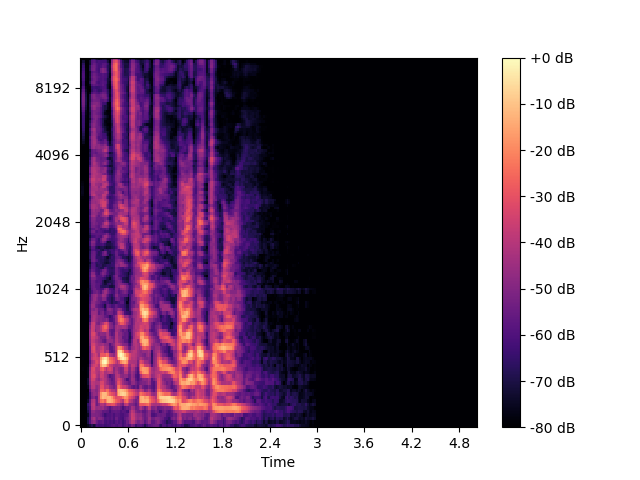 8192
4096
2048
1024
512
0
Hz
0 0.6 1.2 1.8 2.4 3 3.6 4.2 4.8
Time
+0 dB
-10 dB
-20 dB
-30 dB
-40 dB
-50 dB
-60 dB
-70 dB
-80 dB